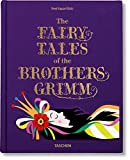 The
FAIRY
TALES
of the
BROTHERS
GRIMM
TASCHEN